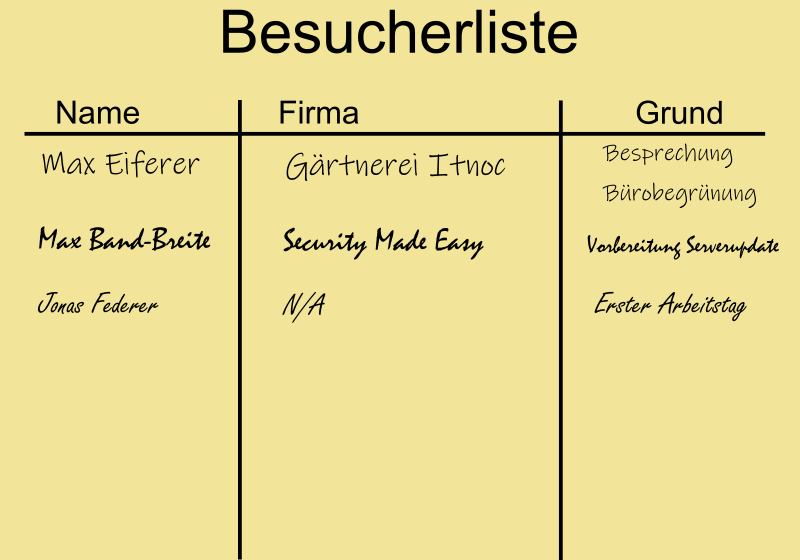 Besucherliste
Name Firma Grund
Max Eiferer Gärtnerei Itnoc Besprechung
Bürobegrünung
Max Band-Breite Security Made Easy Vorbereitung Serverupdate
Jonas Federer N/A Erster Arbeitstag